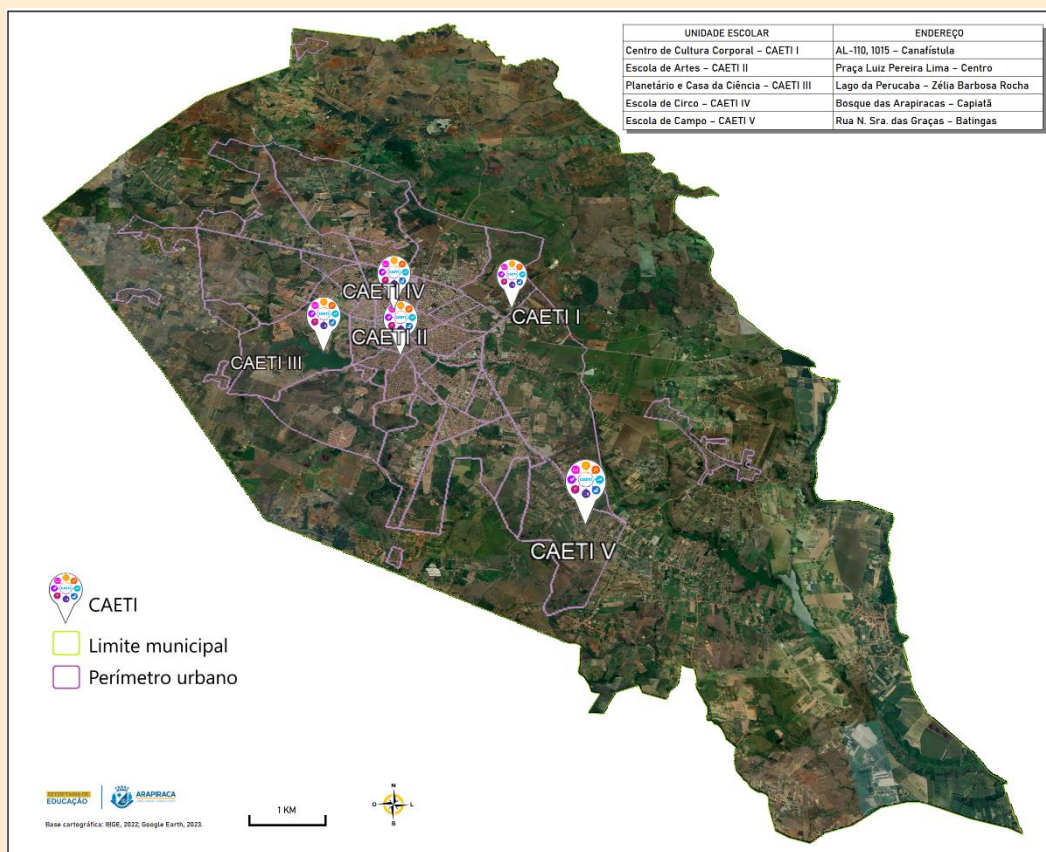 UNIDADE ESCOLAR ENDEREÇO
Centro de Cultura Corporal – CAETI I AL-110, 1015 – Canafístula
Escola de Artes – CAETI II Praça Luiz Pereira Lima – Centro
Planetário e Casa da Ciência – CAETI III Lago da Perucaba – Zélia Barbosa Rocha
Escola de Circo – CAETI IV Bosque das Arapiracas – Capiatã
Escola de Campo – CAETI V Rua N. Sra. das Graças – Batingas
CAETI IV
CAETI I
CAETI II
CAETI III
CAETI V
CAETI
Limite municipal
Perímetro urbano
SECRETARIA DE
EDUCAÇÃO
ARAPIRACA
1 KM
N
O L
S
Base cartográfica: IBGE, 2022; Google Earth, 2023.